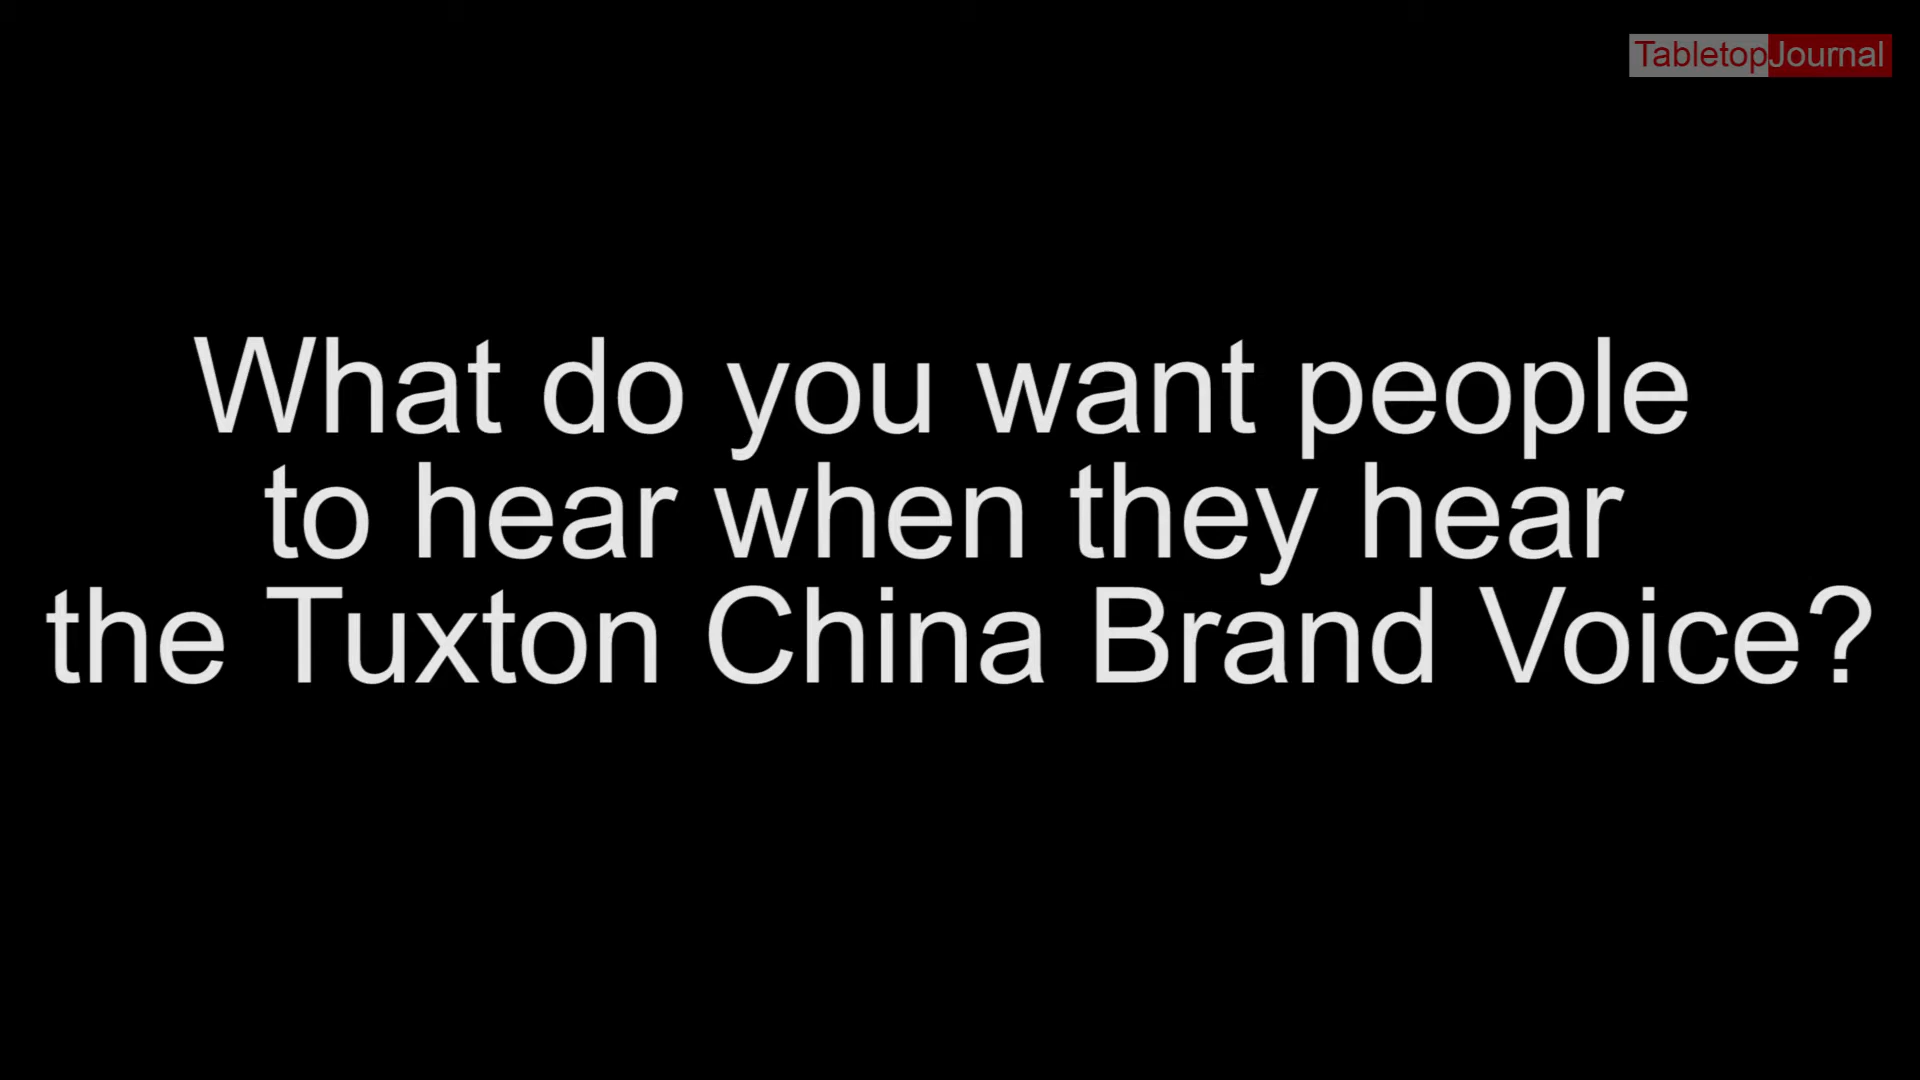 TabletopJournal
What do you want people
to hear when they hear
the Tuxton China Brand Voice?